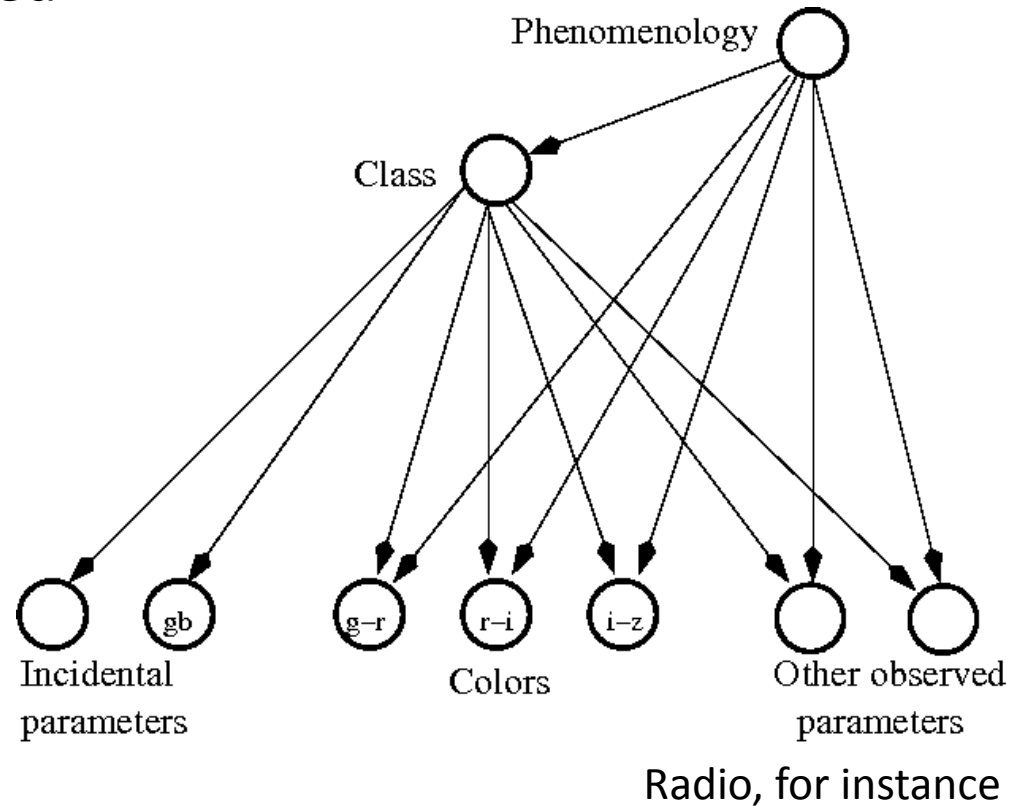 Phenomenology
Class
gb
g–r
r–i
i–z
Incidental
parameters
Colors
Other observed
parameters
Radio, for instance